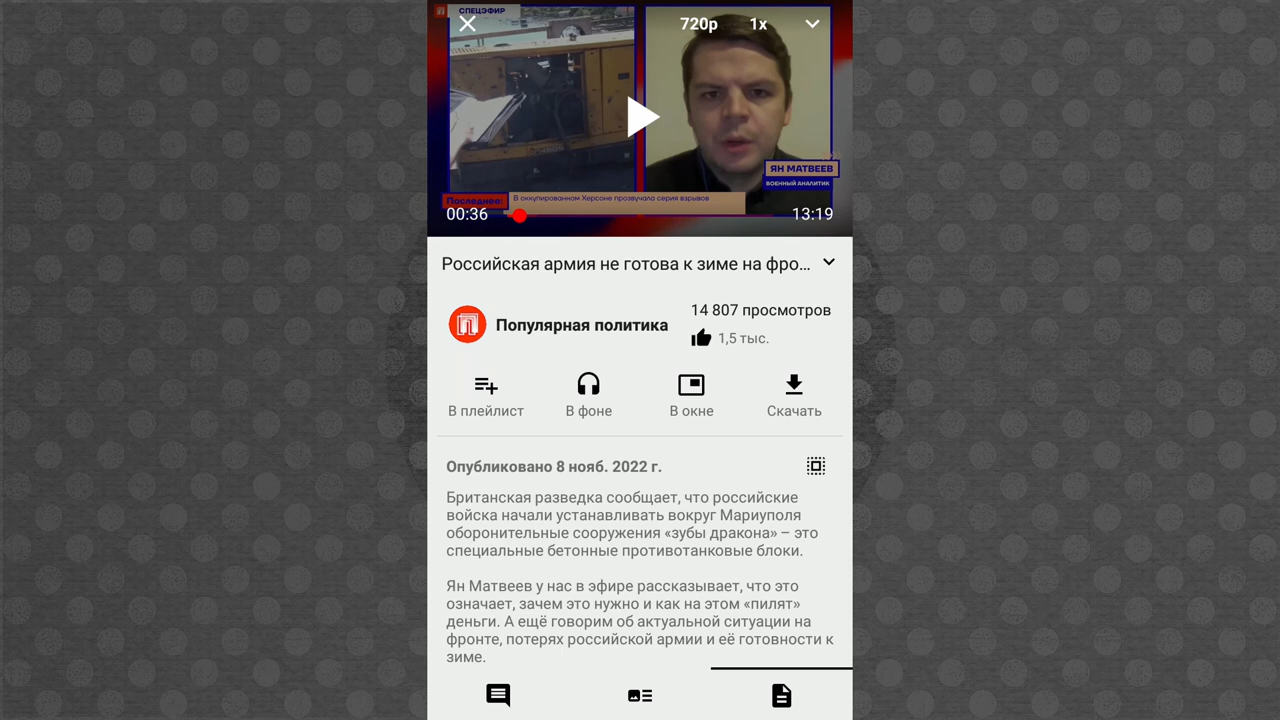 СПЕЦЭФИР
720p 1x
ЯН МАТВЕЕВ
ВОЕННЫЙ АНАЛИТИК
Последнее: В оккупированном Херсоне прозвучала серия взрывов
00:36 13:19
Российская армия не готова к зиме на фро...
Популярная политика
14 807 просмотров
1,5 тыс.
В плейлист В фоне В окне Скачать
Опубликовано 8 нояб. 2022 г.
Британская разведка сообщает, что российские
войска начали устанавливать вокруг Мариуполя
оборонительные сооружения «зубы дракона» – это
специальные бетонные противотанковые блоки.
Ян Матвеев у нас в эфире рассказывает, что это
означает, зачем это нужно и как на этом «пилят»
деньги. А ещё говорим об актуальной ситуации на
фронте, потерях российской армии и её готовности к
зиме.